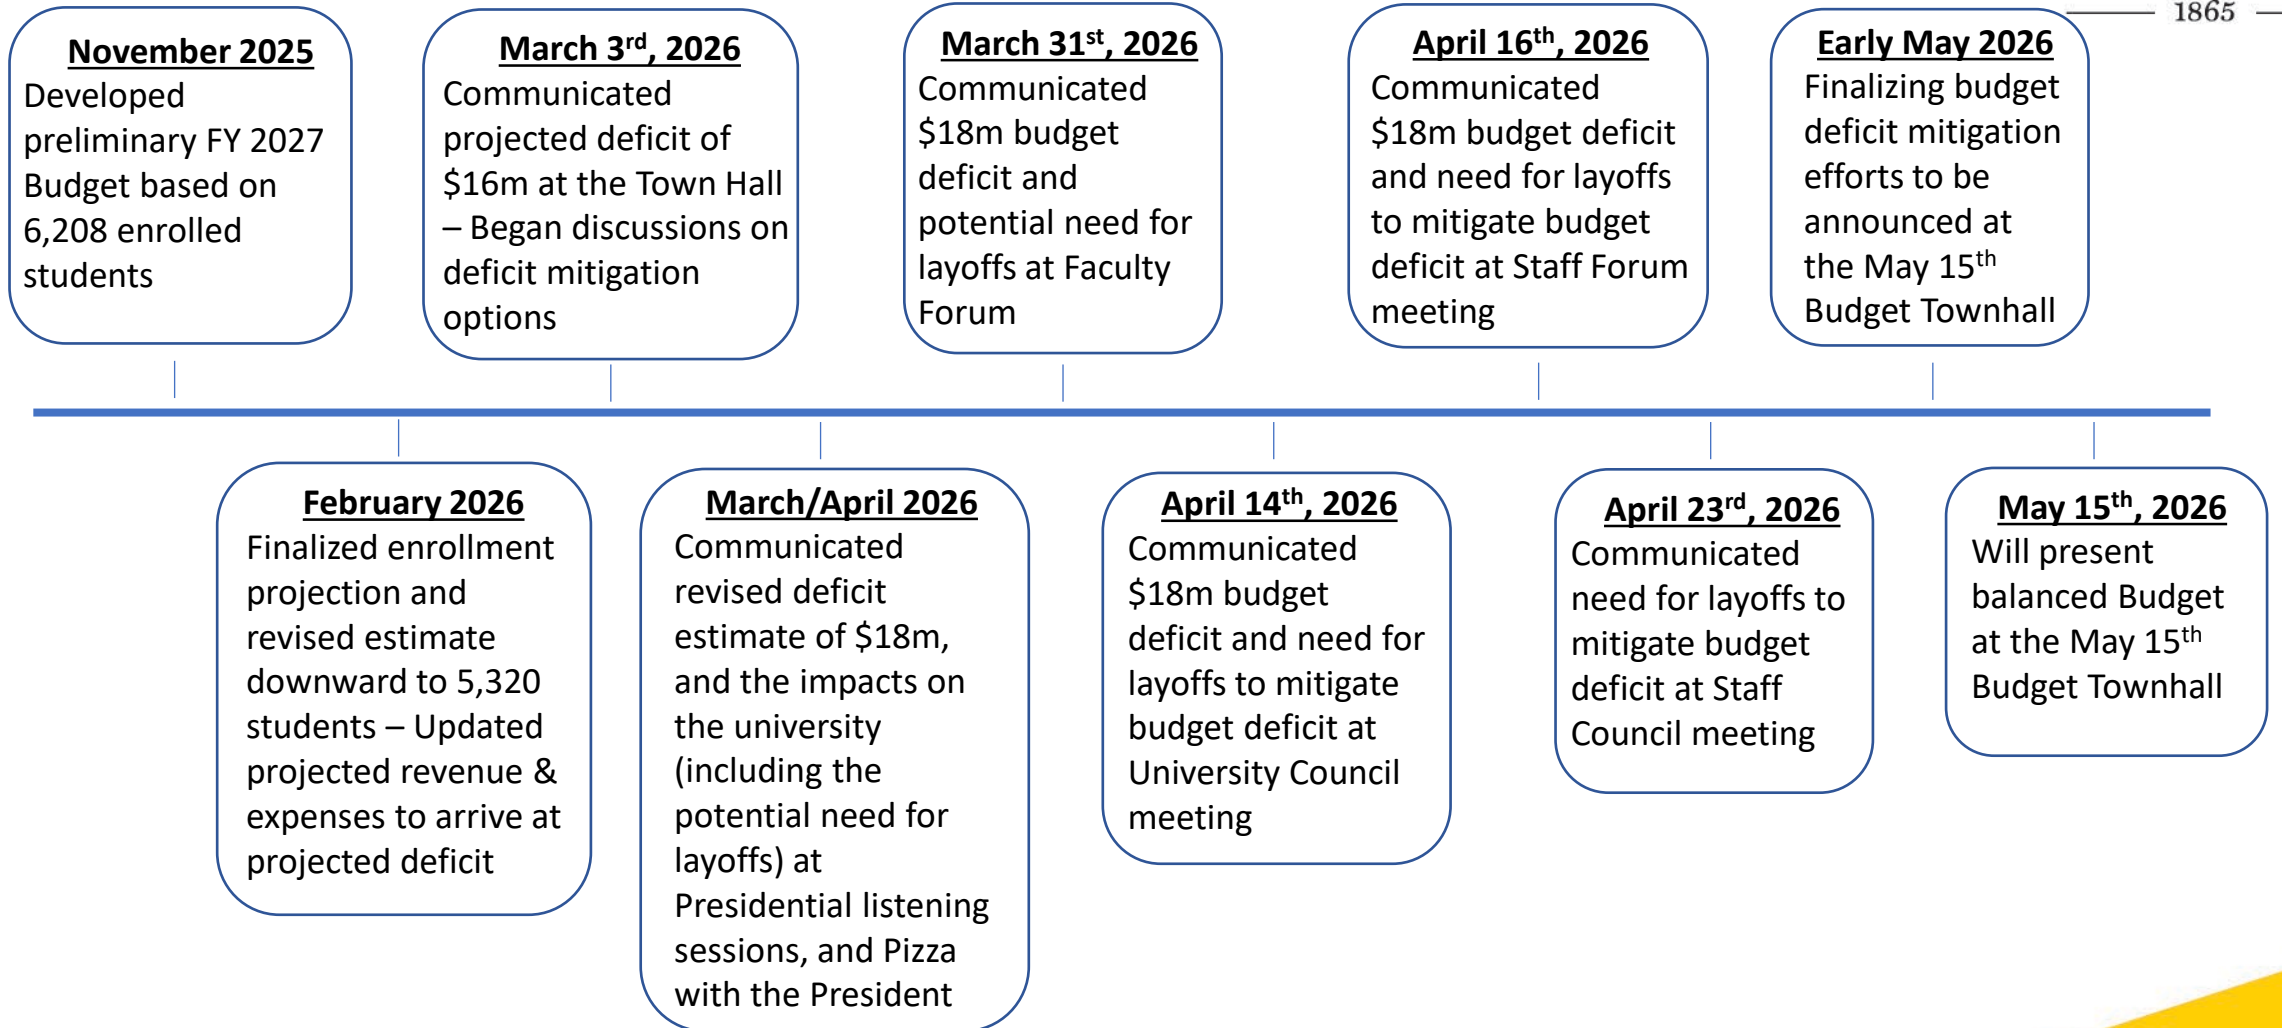 1865
November 2025
Developed
preliminary FY 2027
Budget based on
6,208 enrolled
students
February 2026
Finalized enrollment
projection and
revised estimate
downward to 5,320
students – Updated
projected revenue &
expenses to arrive at
projected deficit
March 3rd, 2026
Communicated
projected deficit of
$16m at the Town Hall
– Began discussions on
deficit mitigation
options
March/April 2026
Communicated
revised deficit
estimate of $18m,
and the impacts on
the university
(including the
potential need for
layoffs) at
Presidential listening
sessions, and Pizza
with the President
March 31st, 2026
Communicated
$18m budget
deficit and
potential need for
layoffs at Faculty
Forum
April 14th, 2026
Communicated
$18m budget
deficit and need for
layoffs to mitigate
budget deficit at
University Council
meeting
April 16th, 2026
Communicated
$18m budget deficit
and need for layoffs
to mitigate budget
deficit at Staff Forum
meeting
April 23rd, 2026
Communicated
need for layoffs to
mitigate budget
deficit at Staff
Council meeting
Early May 2026
Finalizing budget
deficit mitigation
efforts to be
announced at
the May 15th
Budget Townhall
May 15th, 2026
Will present
balanced Budget
at the May 15th
Budget Townhall